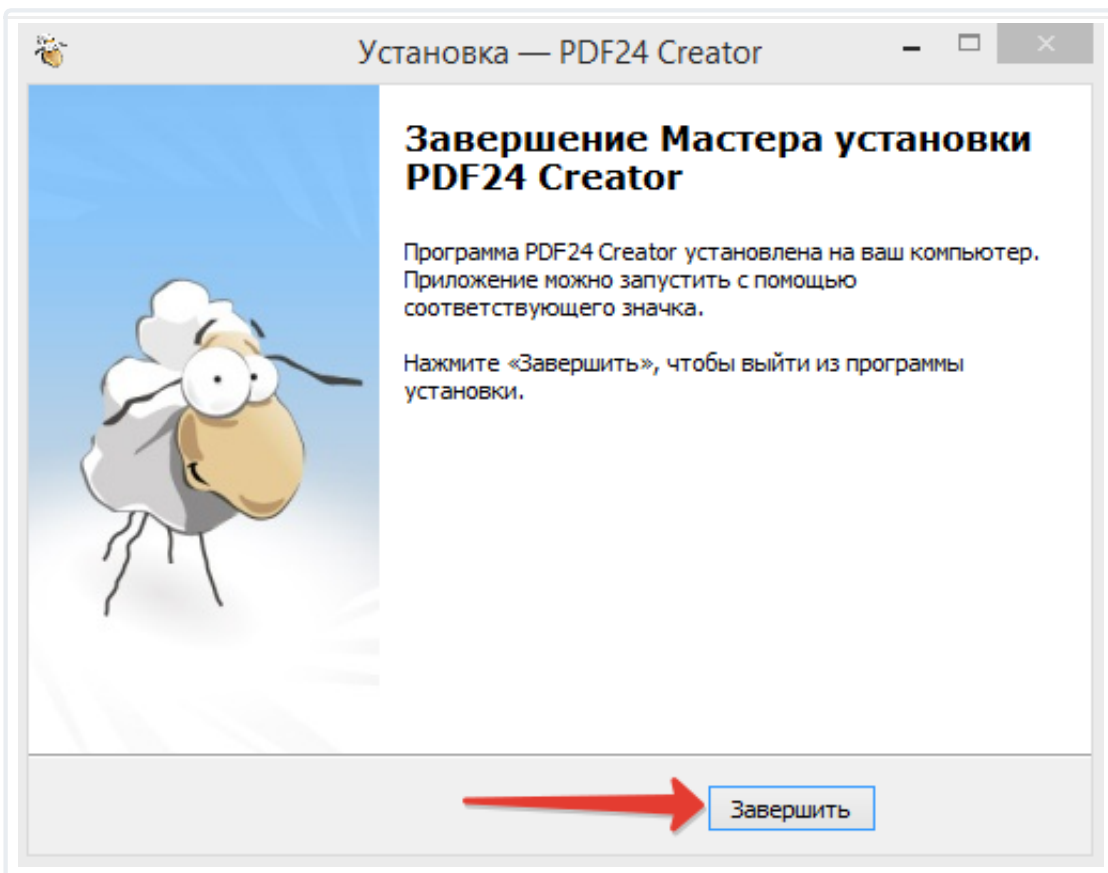 Установка — PDF24 Creator
Завершение Мастера установки
PDF24 Creator
Программа PDF24 Creator установлена на ваш компьютер.
Приложение можно запустить с помощью
соответствующего значка.
Нажмите «Завершить», чтобы выйти из программы
установки.
Завершить